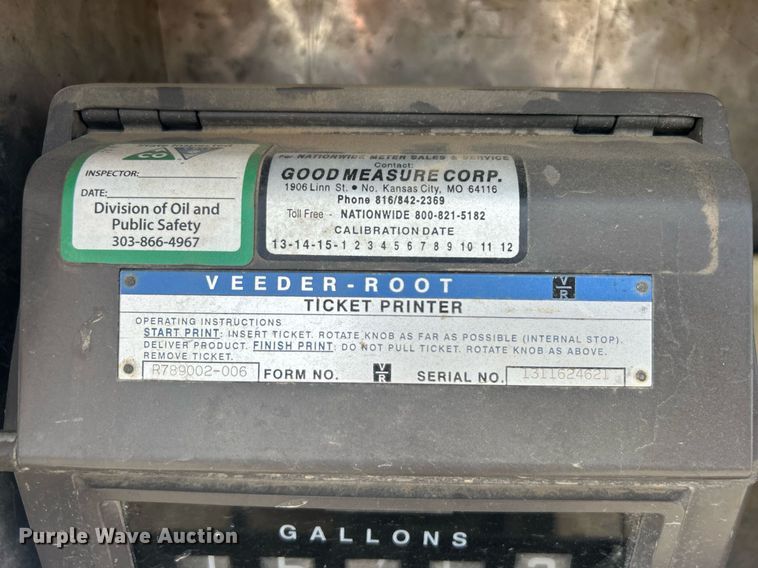 CO
INSPECTOR:
DATE:
Division of Oil and
Public Safety
303-866-4967
For NATIONWIDE METER SALES & SERVICE
Contact:
GOOD MEASURE CORP.
1906 Linn St. • No. Kansas City, MO 64116
Phone 816/842-2369
Toll Free - NATIONWIDE 800-821-5182
CALIBRATION DATE
13-14-15- 1 2 3 4 5 6 7 8 9 10 11 12
VEEDER-ROOT V/R
TICKET PRINTER
OPERATING INSTRUCTIONS
START PRINT: INSERT TICKET. ROTATE KNOB AS FAR AS POSSIBLE (INTERNAL STOP).
DELIVER PRODUCT. FINISH PRINT: DO NOT PULL TICKET. ROTATE KNOB AS ABOVE.
REMOVE TICKET.
R789002-006 FORM NO. V/R SERIAL NO. 1311624621
GALLONS
Purple Wave Auction